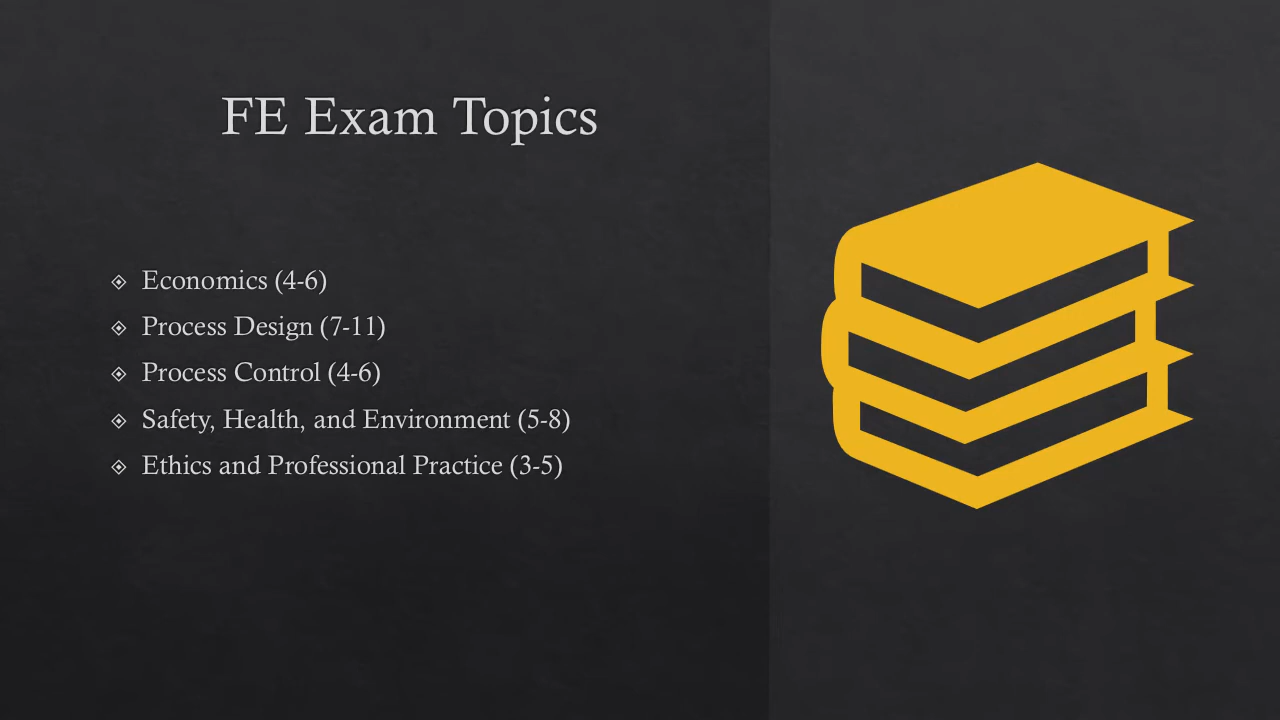 FE Exam Topics
Economics (4-6)
Process Design (7-11)
Process Control (4-6)
Safety, Health, and Environment (5-8)
Ethics and Professional Practice (3-5)